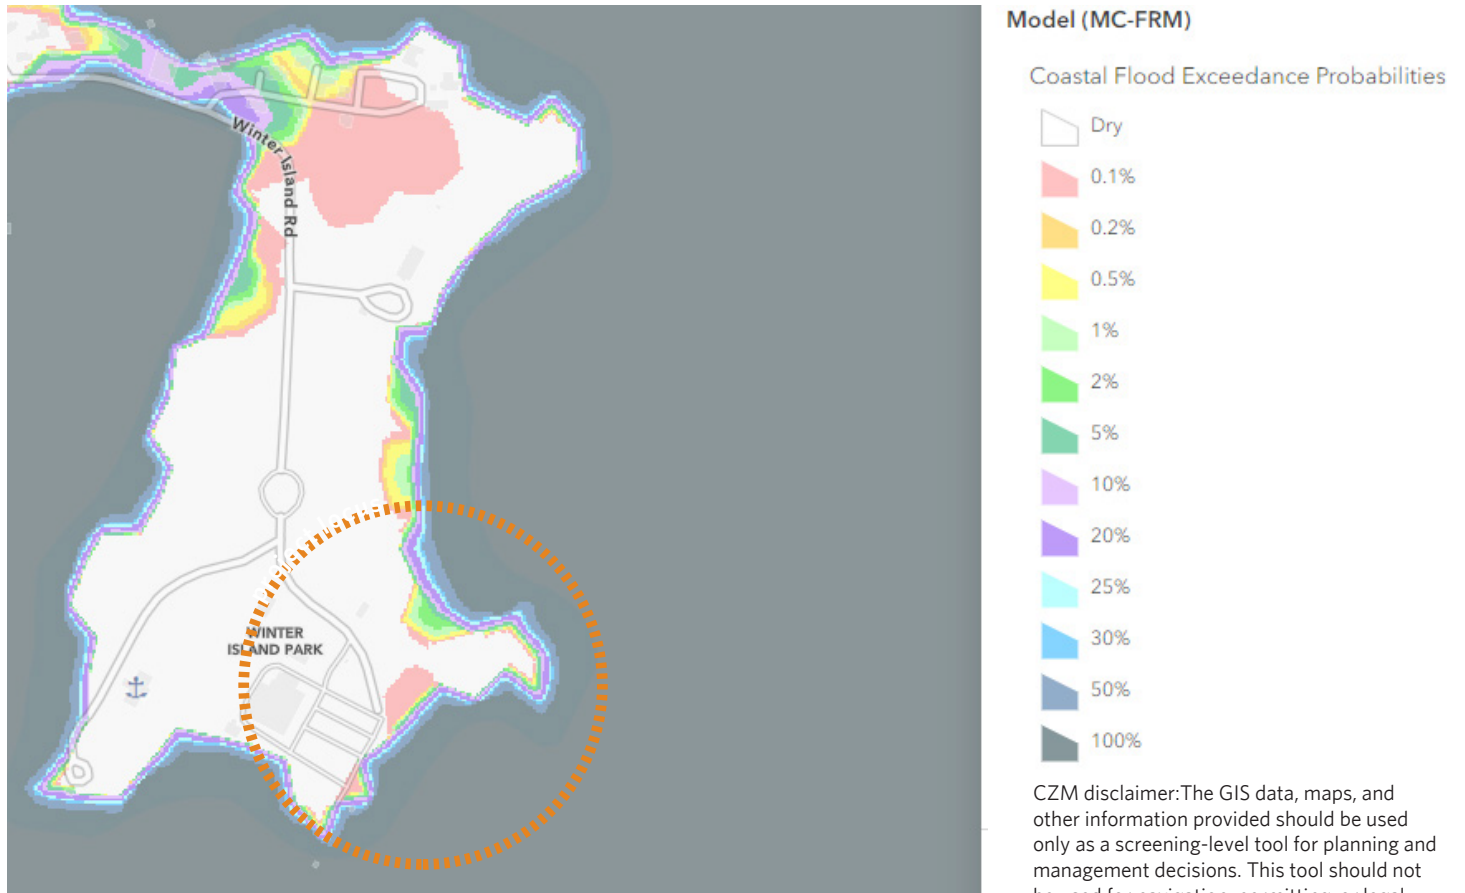 Model (MC-FRM)
Coastal Flood Exceedance Probabilities
Dry
0.1%
0.2%
0.5%
1%
2%
5%
10%
20%
25%
30%
50%
100%
CZM disclaimer:The GIS data, maps, and
other information provided should be used
only as a screening-level tool for planning and
management decisions. This tool should not
Winter Island Rd
WINTER
ISLAND PARK